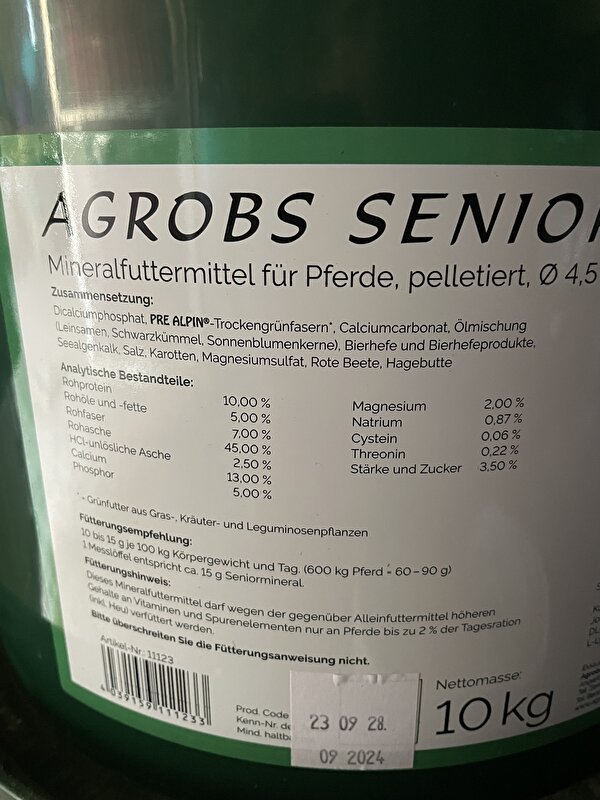 AGROBS SENIOR
Mineralfuttermittel für Pferde, pelletiert, Ø 4,5
Zusammensetzung:
Dicalciumphosphat, PRE ALPIN®-Trockengrünfasern*, Calciumcarbonat, Ölmischung
(Leinsamen, Schwarzkümmel, Sonnenblumenkerne), Bierhefe und Bierhefeprodukte,
Seealgenkalk, Salz, Karotten, Magnesiumsulfat, Rote Beete, Hagebutte
Analytische Bestandteile:
Rohprotein 10,00 %
Rohöle und -fette 5,00 %
Rohfaser 7,00 %
Rohasche 45,00 %
HCl-unlösliche Asche 2,50 %
Calcium 13,00 %
Phosphor 5,00 %
Magnesium 2,00 %
Natrium 0,87 %
Cystein 0,06 %
Threonin 0,22 %
Stärke und Zucker 3,50 %
* - Grünfutter aus Gras-, Kräuter- und Leguminosenpflanzen
Fütterungsempfehlung:
10 bis 15 g je 100 kg Körpergewicht und Tag. (600 kg Pferd = 60 – 90 g)
1 Messlöffel entspricht ca. 15 g Seniormineral.
Fütterungshinweis:
Dieses Mineralfuttermittel darf wegen der gegenüber Alleinfuttermittel höheren
Gehalte an Vitaminen und Spurenelementen nur an Pferde bis zu 2 % der Tagesration
(inkl. Heu) verfüttert werden.
Bitte überschreiten Sie die Fütterungsanweisung nicht.
Artikel-Nr.: 11123
4 039159 111233
Prod. Code
Kenn-Nr. de
Mind. haltb
23 09 28.
09 2024
Nettomasse:
10 kg